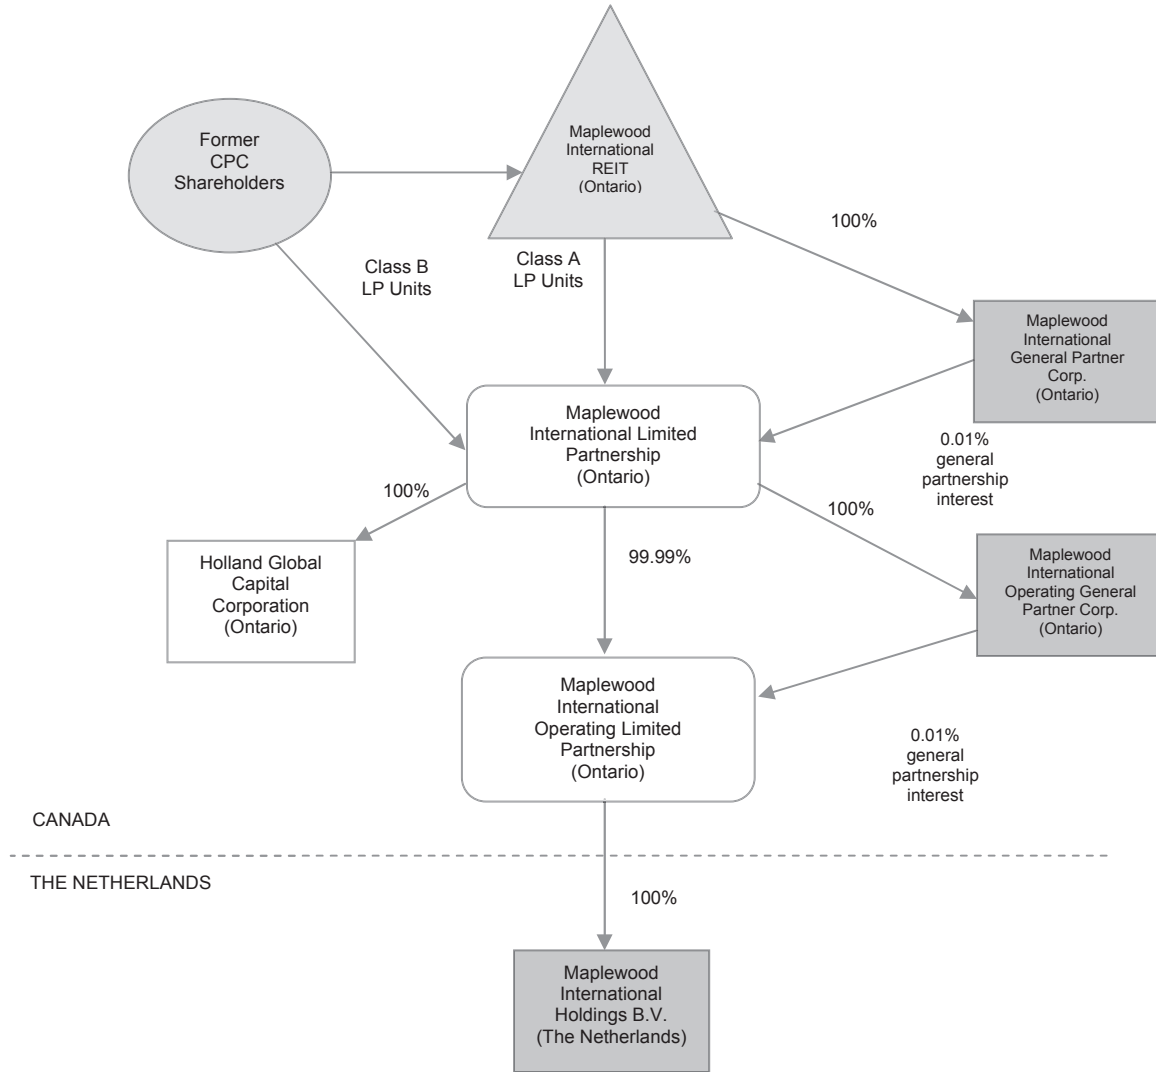 Maplewood
International
REIT
(Ontario)
Former
CPC
Shareholders
100%
Class B
LP Units
Class A
LP Units
Maplewood
International
General Partner
Corp.
(Ontario)
Maplewood
International Limited
Partnership
(Ontario)
0.01%
general
partnership
interest
100%
100%
99.99%
Holland Global
Capital
Corporation
(Ontario)
Maplewood
International
Operating General
Partner Corp.
(Ontario)
Maplewood
International
Operating Limited
Partnership
(Ontario)
0.01%
general
partnership
interest
CANADA
THE NETHERLANDS
100%
Maplewood
International
Holdings B.V.
(The Netherlands)